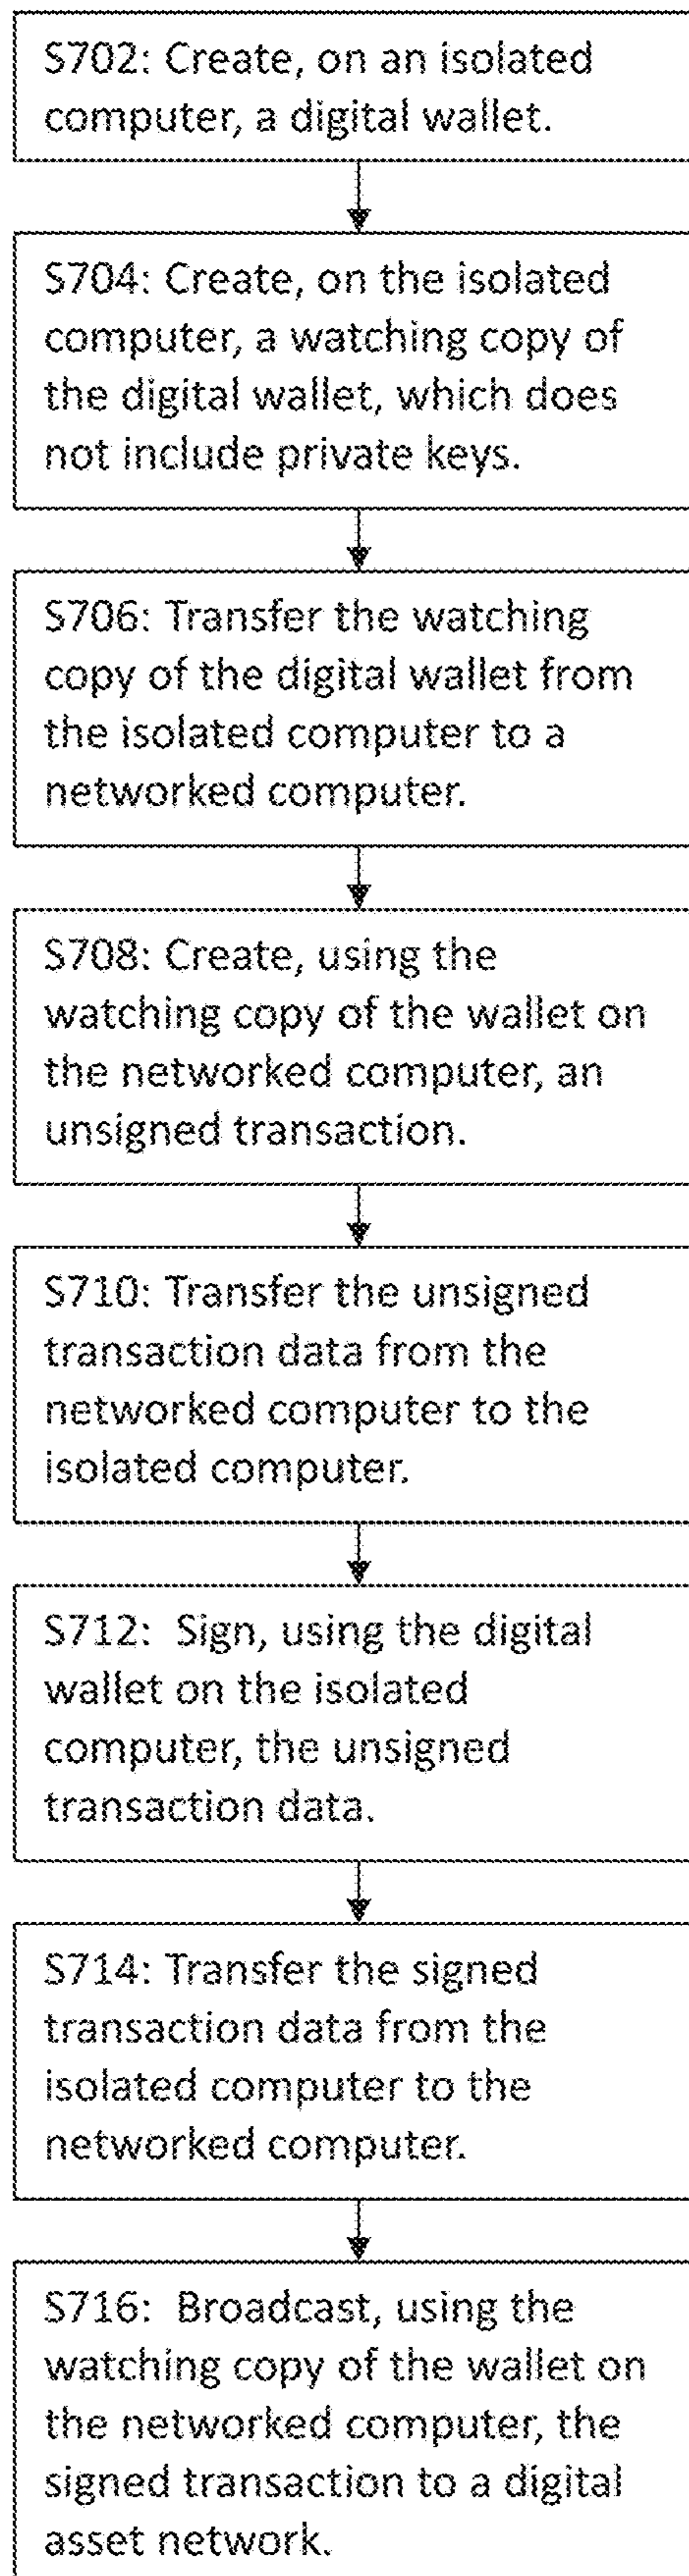 S702: Create, on an isolated
computer, a digital wallet.
S704: Create, on the isolated
computer, a watching copy of
the digital wallet, which does
not include private keys.
S706: Transfer the watching
copy of the digital wallet from
the isolated computer to a
networked computer.
S708: Create, using the
watching copy of the wallet on
the networked computer, an
unsigned transaction.
S710: Transfer the unsigned
transaction data from the
networked computer to the
isolated computer.
S712: Sign, using the digital
wallet on the isolated
computer, the unsigned
transaction data.
S714: Transfer the signed
transaction data from the
isolated computer to the
networked computer.
S716: Broadcast, using the
watching copy of the wallet on
the networked computer, the
signed transaction to a digital
asset network.